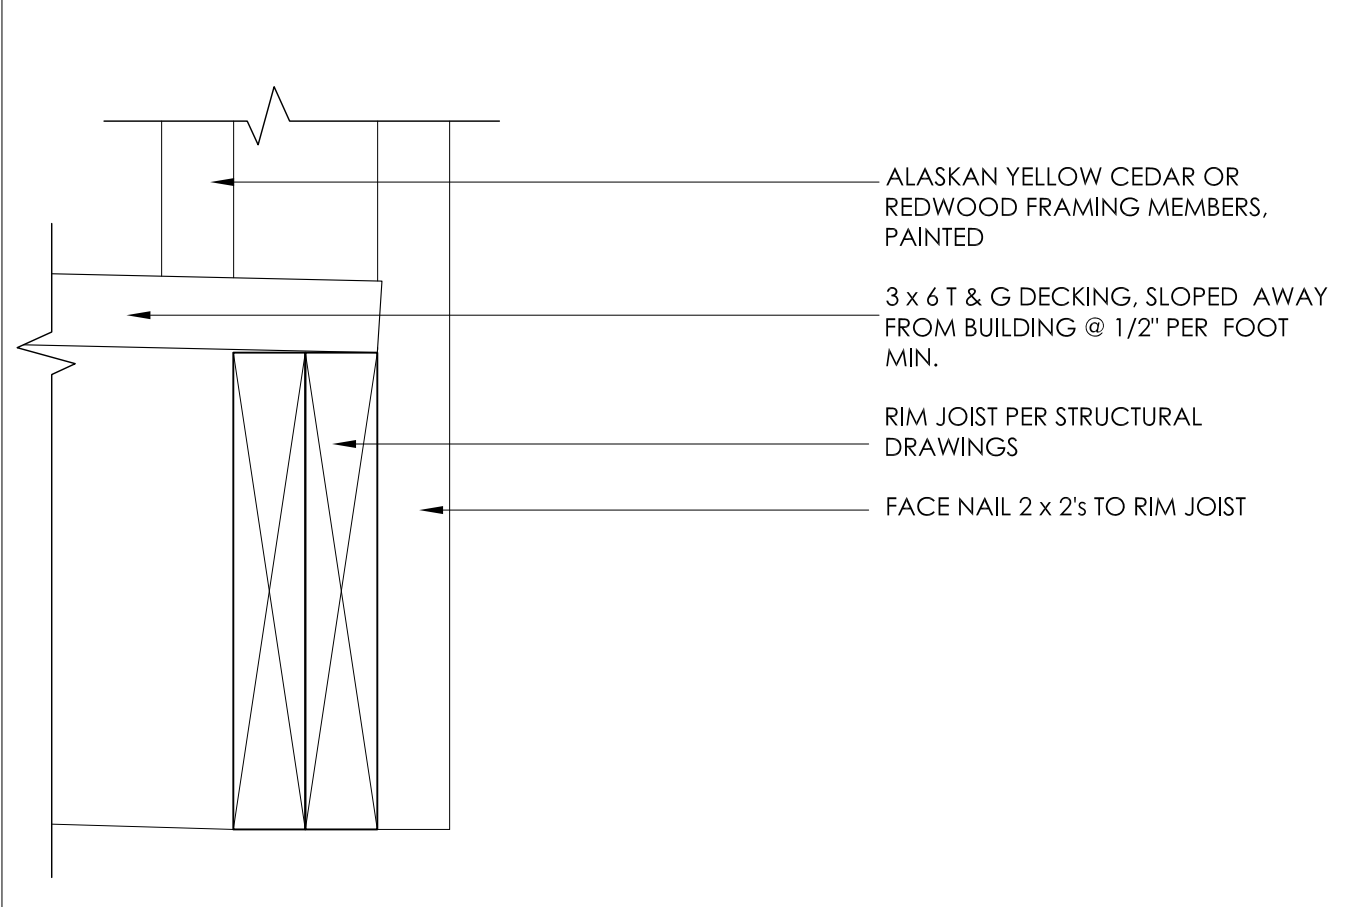 ALASKAN YELLOW CEDAR OR
REDWOOD FRAMING MEMBERS,
PAINTED
3 x 6 T & G DECKING, SLOPED AWAY
FROM BUILDING @ 1/2" PER FOOT
MIN.
RIM JOIST PER STRUCTURAL
DRAWINGS
FACE NAIL 2 x 2's TO RIM JOIST